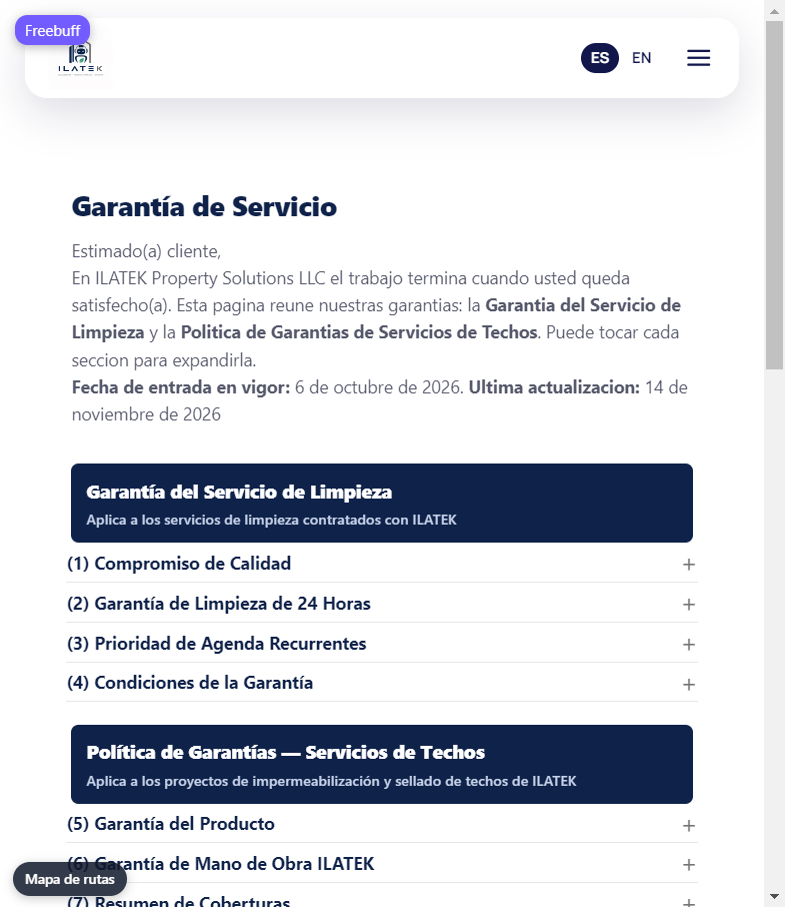 Freebuff
ILATEK
ES
EN
Garantía de Servicio
Estimado(a) cliente,
En ILATEK Property Solutions LLC el trabajo termina cuando usted queda
satisfecho(a). Esta pagina reune nuestras garantias: la Garantia del Servicio de
Limpieza y la Politica de Garantias de Servicios de Techos. Puede tocar cada
seccion para expandirla.
Fecha de entrada en vigor: 6 de octubre de 2026. Ultima actualizacion: 14 de
noviembre de 2026
Garantía del Servicio de Limpieza
Aplica a los servicios de limpieza contratados con ILATEK
(1) Compromiso de Calidad
(2) Garantía de Limpieza de 24 Horas
(3) Prioridad de Agenda Recurrentes
(4) Condiciones de la Garantía
Política de Garantías — Servicios de Techos
Aplica a los proyectos de impermeabilización y sellado de techos de ILATEK
(5) Garantía del Producto
(6) Garantía de Mano de Obra ILATEK
Mapa de rutas
(7) Resumen de Coberturas